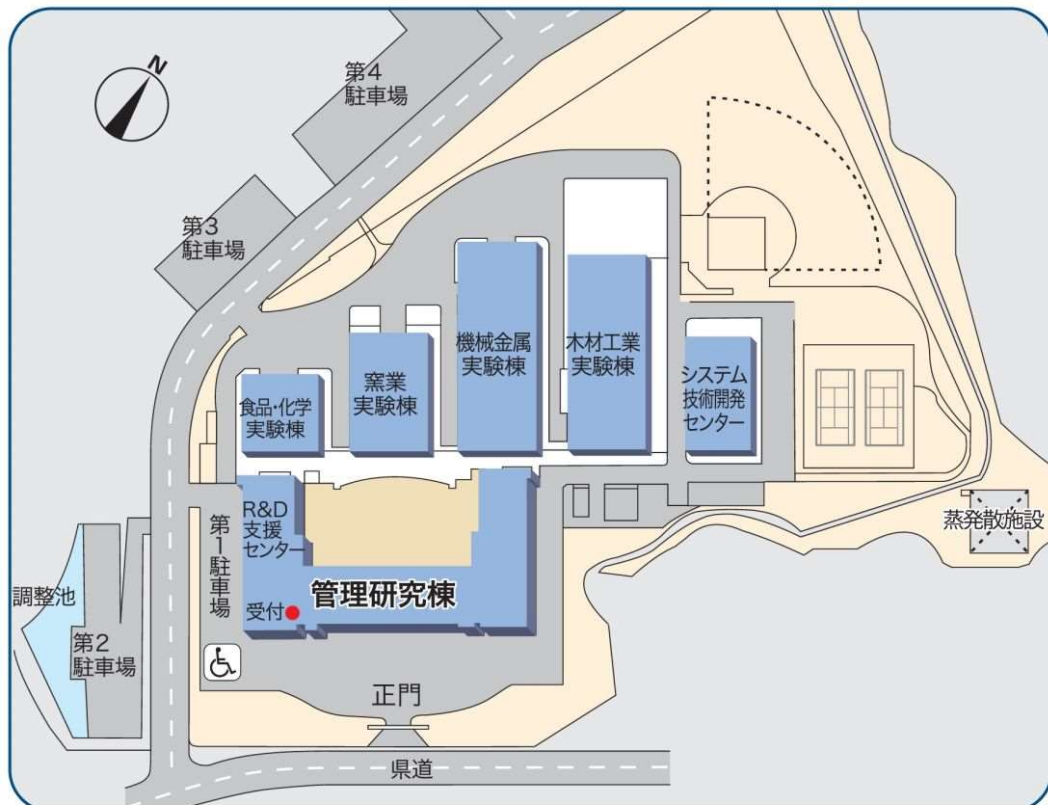 N
第4
駐車場
第3
駐車場
機械金属
実験棟
木材工業
実験棟
窯業
実験棟
システム
技術開発
センター
食品・化学
実験棟
R&D
支援
センター
第1駐車場
蒸発散施設
管理研究棟
受付
調整池
第2
駐車場
正門
県道